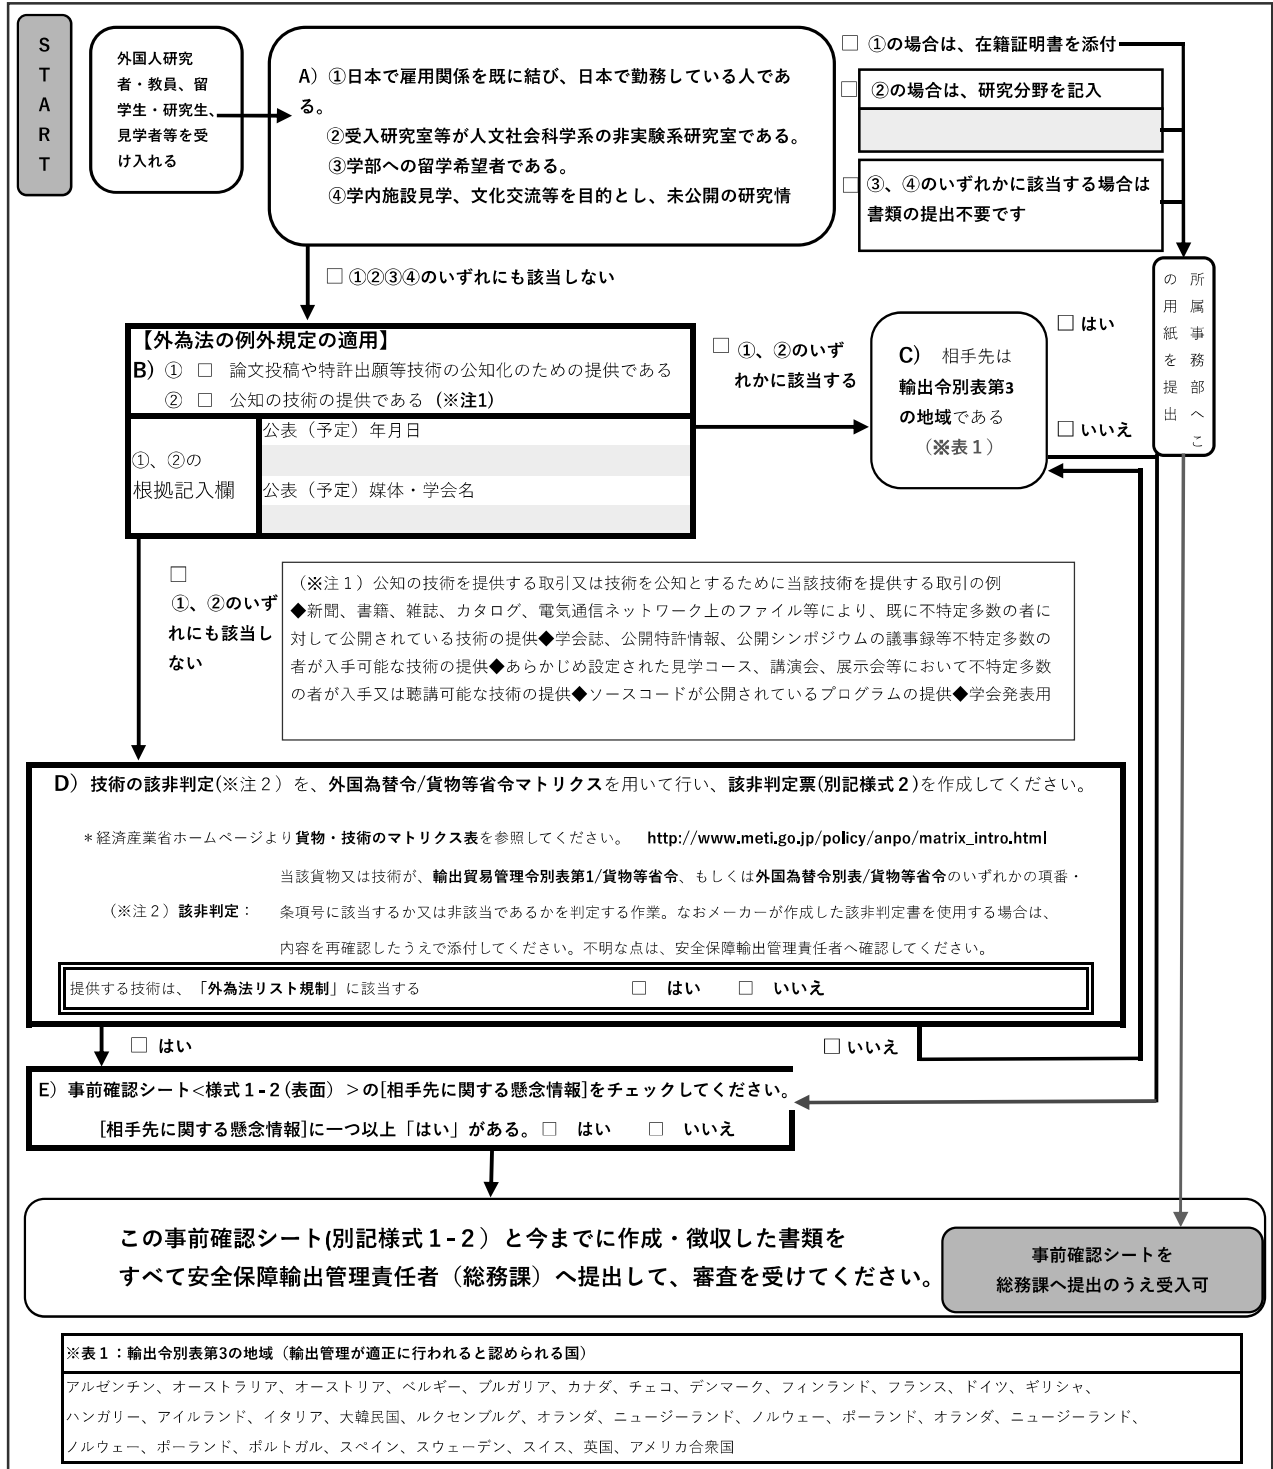 START
外国人研究
者・教員、留
学生・研究生、
見学者等を受
け入れる
A）①日本で雇用関係を既に結び、日本で勤務している人であ
る。
②受入研究室等が人文社会科学系の非実験系研究室である。
③学部への留学希望者である。
④学内施設見学、文化交流等を目的とし、未公開の研究情
□ ①の場合は、在籍証明書を添付
□ ②の場合は、研究分野を記入
□ ③、④のいずれかに該当する場合は
書類の提出不要です
□ ①②③④のいずれにも該当しない
所属事務部へこ
の用紙を提出
【外為法の例外規定の適用】
B）① □ 論文投稿や特許出願等技術の公知化のための提供である
② □ 公知の技術の提供である（※注1）
①、②の
根拠記入欄
公表（予定）年月日
公表（予定）媒体・学会名
□ ①、②のいず
れかに該当する
C） 相手先は
輸出令別表第3
の地域である
（※表１）
□ はい
□ いいえ
□
①、②のいず
れにも該当し
ない
（※注１）公知の技術を提供する取引又は技術を公知とするために当該技術を提供する取引の例
◆新聞、書籍、雑誌、カタログ、電気通信ネットワーク上のファイル等により、既に不特定多数の者に
対して公開されている技術の提供◆学会誌、公開特許情報、公開シンポジウムの議事録等不特定多数の
者が入手可能な技術の提供◆あらかじめ設定された見学コース、講演会、展示会等において不特定多数
の者が入手又は聴講可能な技術の提供◆ソースコードが公開されているプログラムの提供◆学会発表用
D）技術の該非判定(※注２）を、外国為替令/貨物等省令マトリクスを用いて行い、該非判定票(別記様式２)を作成してください。
＊経済産業省ホームページより貨物・技術のマトリクス表を参照してください。 http://www.meti.go.jp/policy/anpo/matrix_intro.html
当該貨物又は技術が、輸出貿易管理令別表第1/貨物等省令、もしくは外国為替令別表/貨物等省令のいずれかの項番・
（※注２）該非判定： 条項号に該当するか又は非該当であるかを判定する作業。なおメーカーが作成した該非判定書を使用する場合は、
内容を再確認したうえで添付してください。不明な点は、安全保障輸出管理責任者へ確認してください。
提供する技術は、「外為法リスト規制」に該当する □ はい □ いいえ
□ はい
□ いいえ
E）事前確認シート<様式１-２(表面）＞の[相手先に関する懸念情報]をチェックしてください。
[相手先に関する懸念情報]に一つ以上「はい」がある。□ はい □ いいえ
この事前確認シート(別記様式１-２）と今までに作成・徴収した書類を
すべて安全保障輸出管理責任者（総務課）へ提出して、審査を受けてください。
事前確認シートを
総務課へ提出のうえ受入可
※表１：輸出令別表第3の地域（輸出管理が適正に行われると認められる国）
アルゼンチン、オーストラリア、オーストリア、ベルギー、ブルガリア、カナダ、チェコ、デンマーク、フィンランド、フランス、ドイツ、ギリシャ、
ハンガリー、アイルランド、イタリア、大韓民国、ルクセンブルグ、オランダ、ニュージーランド、ノルウェー、ポーランド、オランダ、ニュージーランド、
ノルウェー、ポーランド、ポルトガル、スペイン、スウェーデン、スイス、英国、アメリカ合衆国